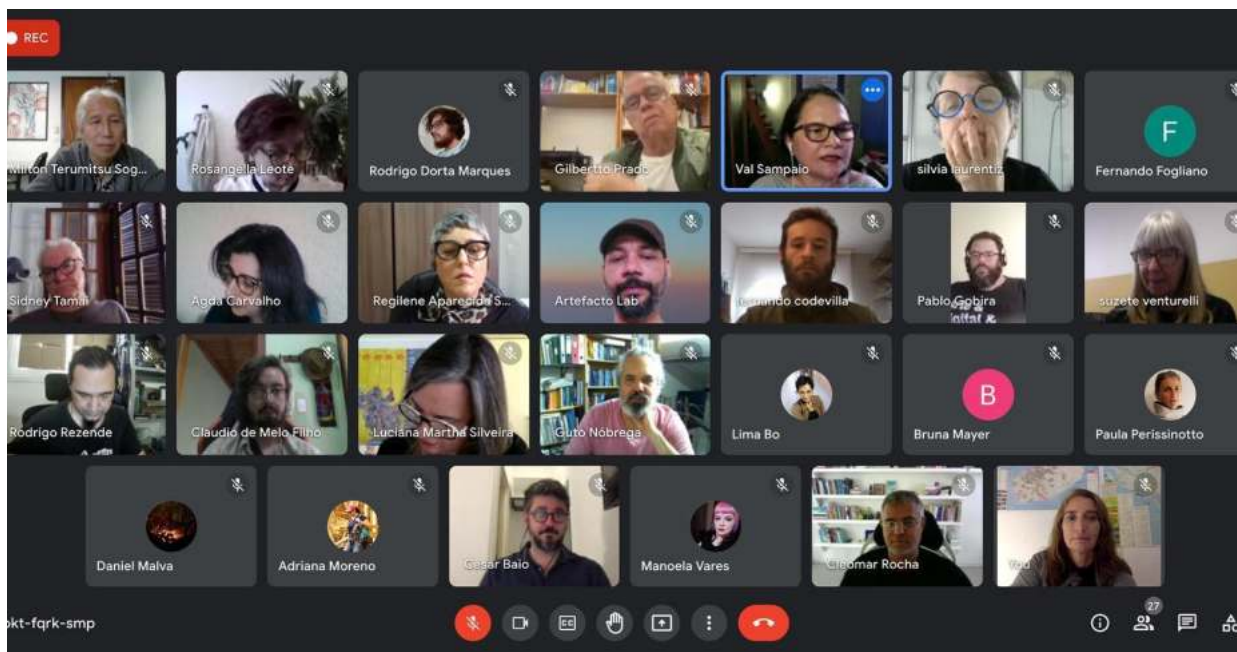 REC
Milton Terumitsu Sog...
Rosangella Leote
Rodrigo Dorta Marques
Gilbertto Prado
Val Sampaio
silvia laurentiz
F
Fernando Fogliano
Sidney Tamai
Agda Carvalho
Regilene Aparecida S...
Artefacto Lab
fernando codevilla
Pablo Gobira
suzete venturelli
Rodrigo Rezende
Claudio de Melo Filho
Luciana Martha Silveira
Guto Nóbrega
Lima Bo
B
Bruna Mayer
Paula Perissinotto
Daniel Malva
Adriana Moreno
Cesar Baio
Manoela Vares
Cleomar Rocha
You
okt-fqrk-smp
CC
27